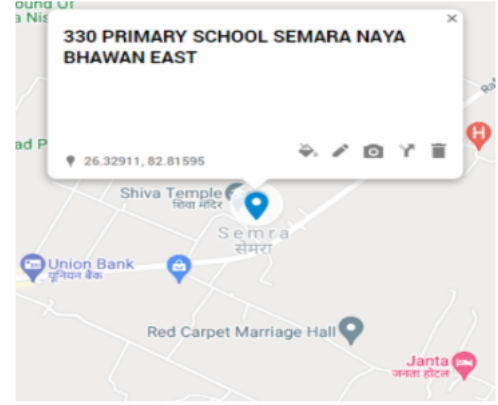 ound Of
a Nis
330 PRIMARY SCHOOL SEMARA NAYA
BHAWAN EAST
ad P
26.32911, 82.81595
H
Shiva Temple
शिवा मंदिर
Semra
सेमरा
Union Bank
यूनियन बैंक
Red Carpet Marriage Hall
Janta
जनता होटल